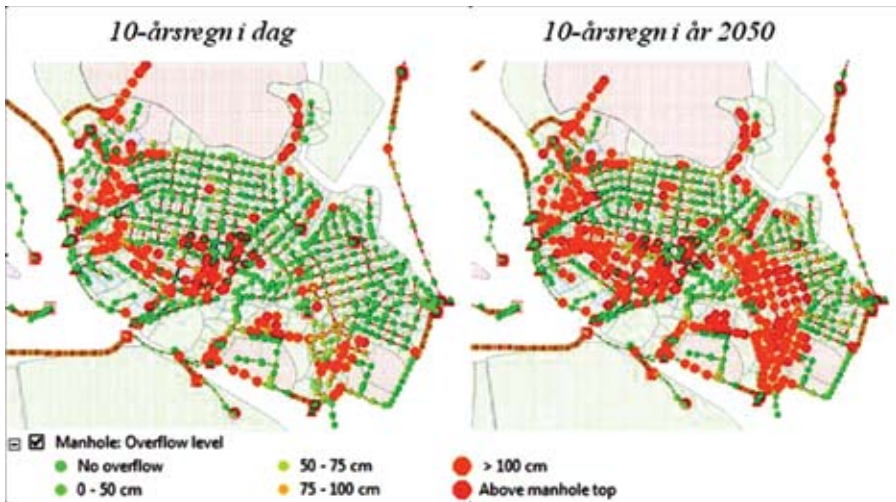 10-årsregn i dag
10-årsregn i år 2050
Manhole: Overflow level
No overflow
50 - 75 cm
> 100 cm
0 - 50 cm
75 - 100 cm
Above manhole top